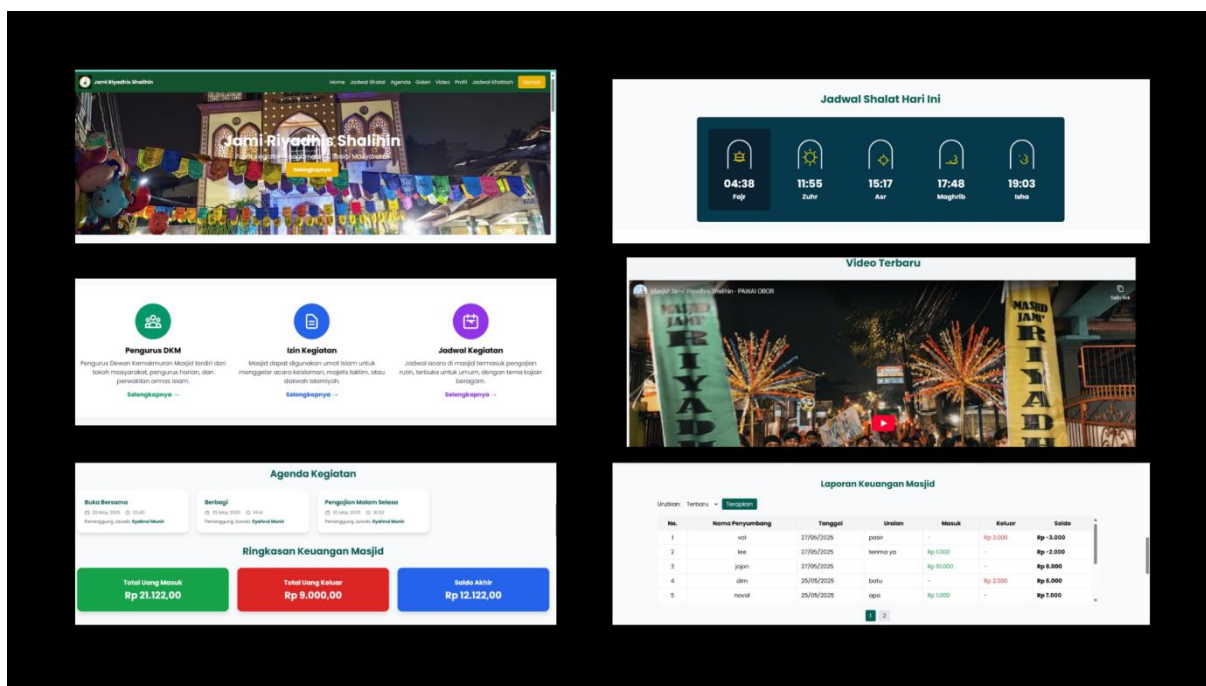 Jami Riyadhis Shalihin
Home Jadwal Shalat Agenda Galeri Video Profil Jadwal Khotbah
Jami Riyadhis Shalihin
Selengkapnya
Pengurus DKM
Pengurus Dewan Kemakmuran Masjid terdiri dari
tokoh masyarakat, pengurus harian, dan
perwakilan ormas Islam.
Selengkapnya →
Izin Kegiatan
Masjid dapat digunakan umat Islam untuk
menggelar acara keislaman, majelis taklim, atau
dakwah islamiyah.
Selengkapnya →
Jadwal Kegiatan
Jadwal acara di masjid termasuk pengajian
rutin, terbuka untuk umum, dengan tema kajian
beragam.
Selengkapnya →
Agenda Kegiatan
Buka Bersama
Penanggung Jawab: Syahrul Munir
Berbagi
Penanggung Jawab: Syahrul Munir
Pengajian Malam Selasa
Penanggung Jawab: Syahrul Munir
Ringkasan Keuangan Masjid
Total Uang Masuk
Rp 21.122,00
Total Uang Keluar
Rp 9.000,00
Saldo Akhir
Rp 12.122,00
Jadwal Shalat Hari Ini
04:38 11:55 15:17 17:48 19:03
Fajr Zuhr Asr Maghrib Isha
Video Terbaru
Masjid Jami' Riyadhis Shalihin - PAWAI OBOR
Salin link
MASJID
JAMI'
RIYADH
MASJID
JAMI'
RIYADH
Laporan Keuangan Masjid
Urutkan: Terbaru Terapkan
No. Nama Penyumbang Tanggal Uraian Masuk Keluar Saldo
1 val 27/05/2025 pasir - Rp 3.000 Rp -3.000
2 lee 27/05/2025 terima ya Rp 1.000 - Rp -2.000
3 jajan 27/05/2025 Rp 10.000 - Rp 8.000
4 dim 25/05/2025 batu - Rp 2.000 Rp 6.000
5 noval 25/05/2025 apa Rp 1.000 - Rp 7.000
1 2